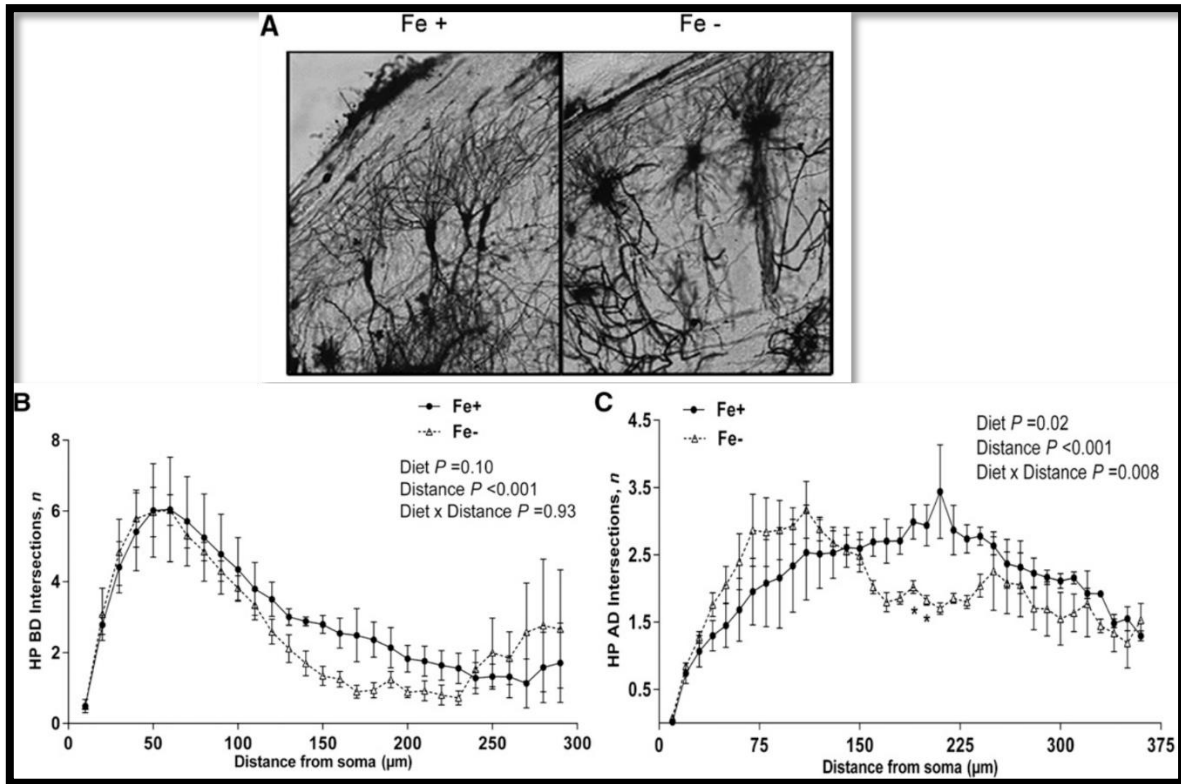 A
Fe +
Fe -
B
Fe+
Fe-
Diet P =0.10
Distance P <0.001
Diet x Distance P =0.93
HP BD Intersections, n
8
6
4
2
0
0
50
100
150
200
250
300
Distance from soma (µm)
C
Fe+
Fe-
Diet P =0.02
Distance P <0.001
Diet x Distance P =0.008
HP AD Intersections, n
4.5
3.5
2.5
1.5
0.5
*
*
0
75
150
225
300
375
Distance from soma (µm)